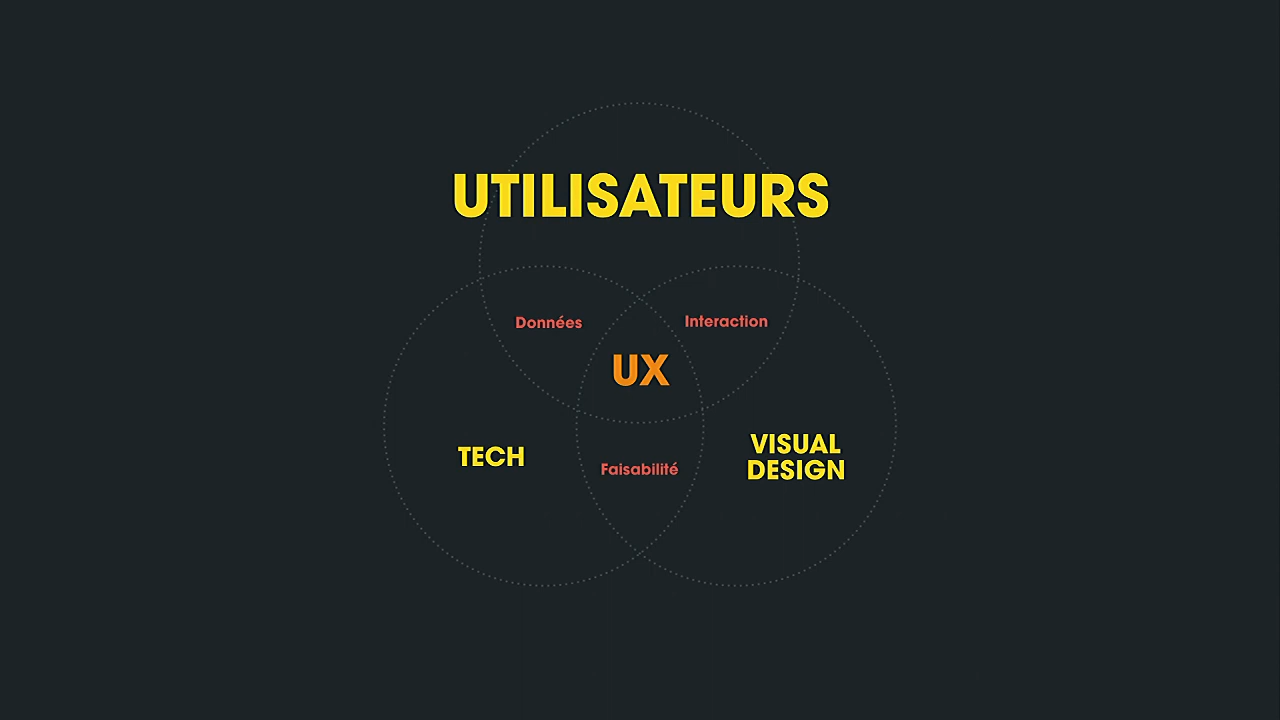 UTILISATEURS
Données
Interaction
UX
TECH
VISUAL
DESIGN
Faisabilité